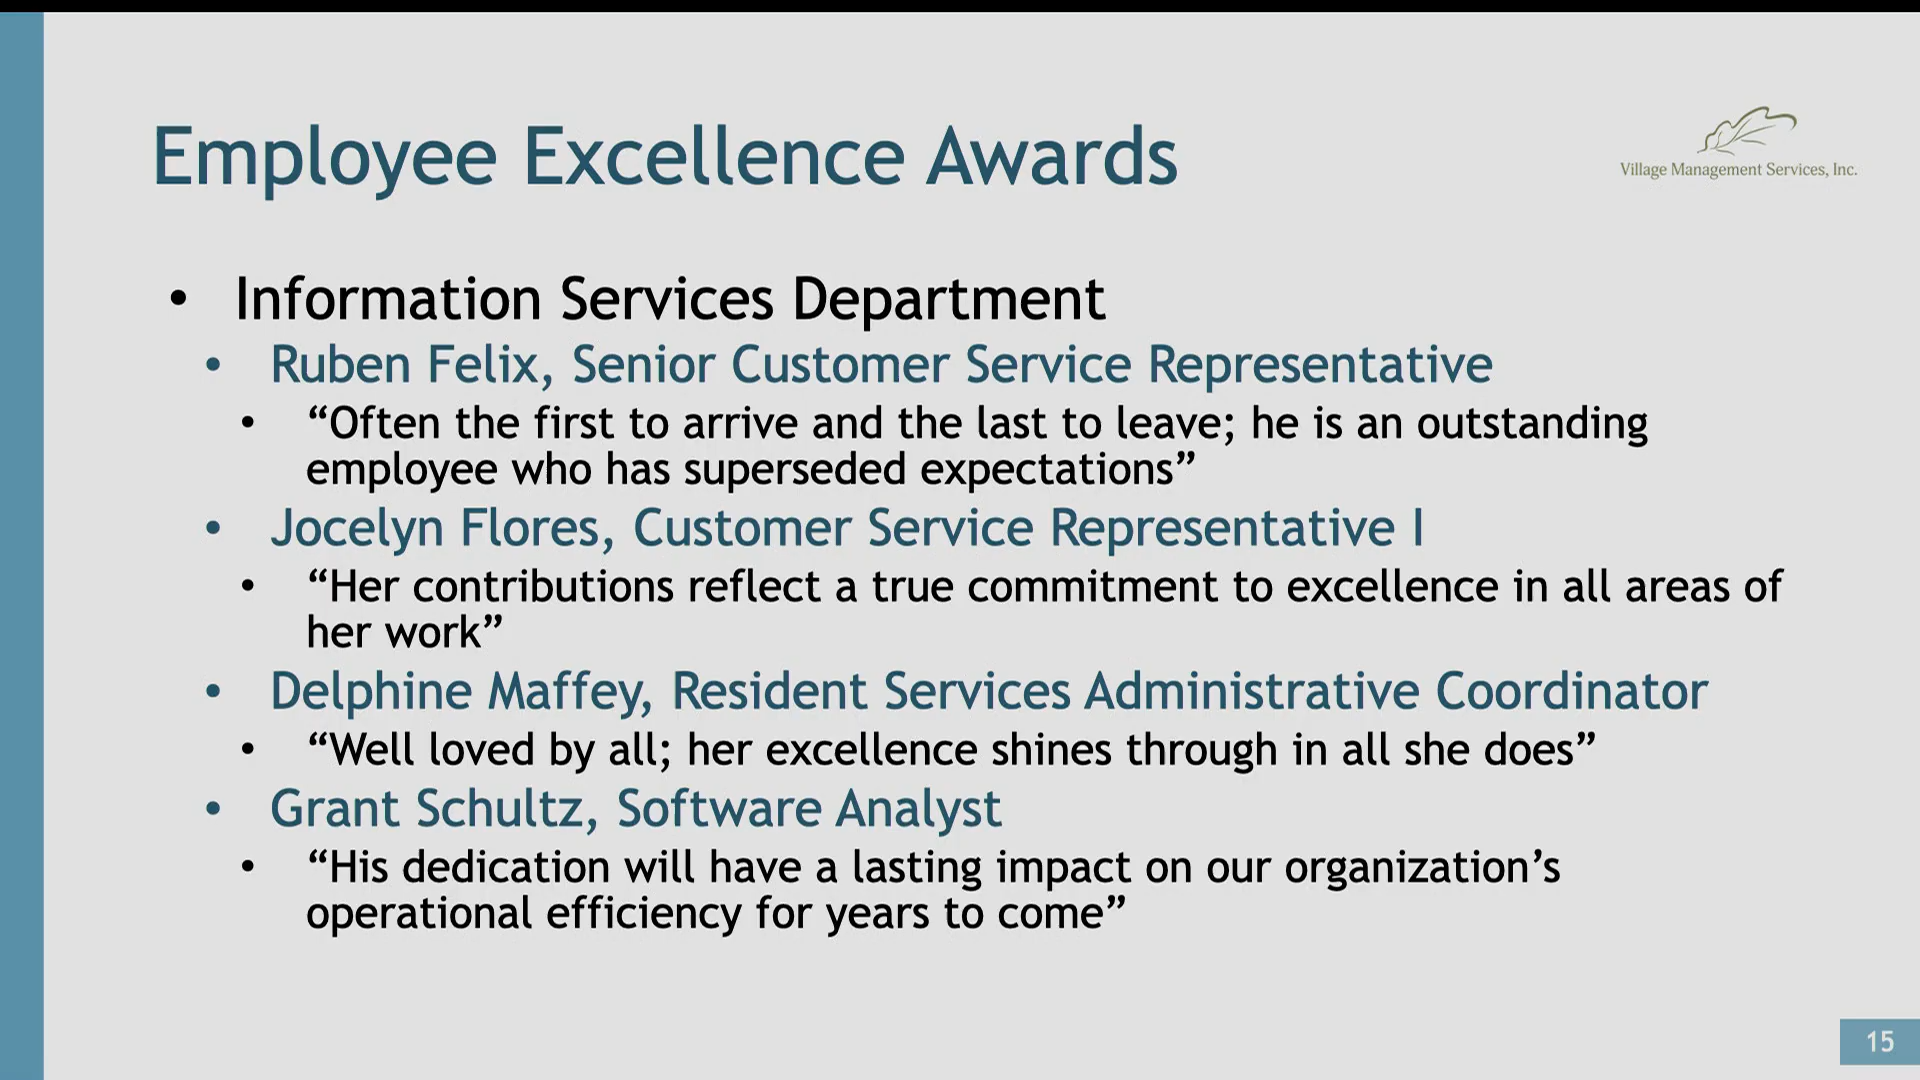 Employee Excellence Awards
Village Management Services, Inc.
• Information Services Department
• Ruben Felix, Senior Customer Service Representative
• “Often the first to arrive and the last to leave; he is an outstanding
employee who has superseded expectations”
• Jocelyn Flores, Customer Service Representative I
• “Her contributions reflect a true commitment to excellence in all areas of
her work”
• Delphine Maffey, Resident Services Administrative Coordinator
• “Well loved by all; her excellence shines through in all she does”
• Grant Schultz, Software Analyst
• “His dedication will have a lasting impact on our organization’s
operational efficiency for years to come”
15